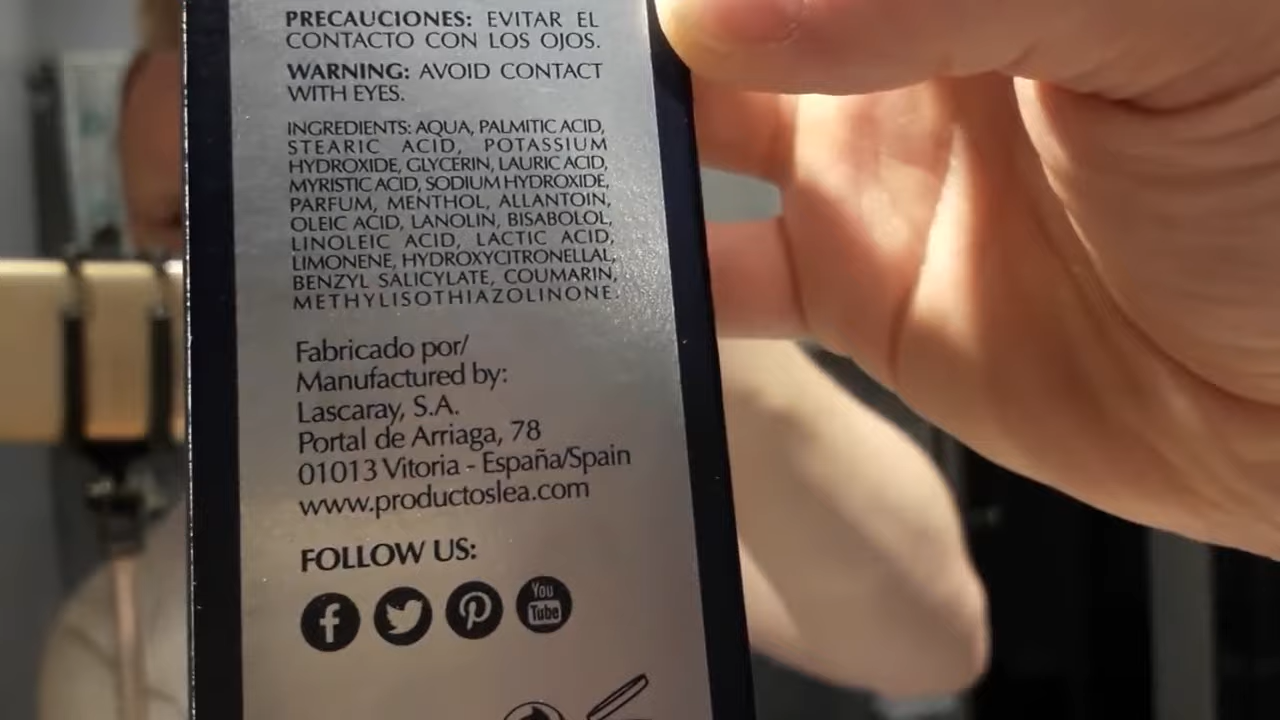 PRECAUCIONES: EVITAR EL
CONTACTO CON LOS OJOS.
WARNING: AVOID CONTACT
WITH EYES.
INGREDIENTS: AQUA, PALMITIC ACID,
STEARIC ACID, POTASSIUM
HYDROXIDE, GLYCERIN, LAURIC ACID,
MYRISTIC ACID, SODIUM HYDROXIDE,
PARFUM, MENTHOL, ALLANTOIN,
OLEIC ACID, LANOLIN, BISABOLOL,
LINOLEIC ACID, LACTIC ACID,
LIMONENE, HYDROXYCITRONELLAL,
BENZYL SALICYLATE, COUMARIN,
METHYLISOTHIAZOLINONE.
Fabricado por/
Manufactured by:
Lascaray, S.A.
Portal de Arriaga, 78
01013 Vitoria - España/Spain
www.productoslea.com
FOLLOW US:
You
Tube